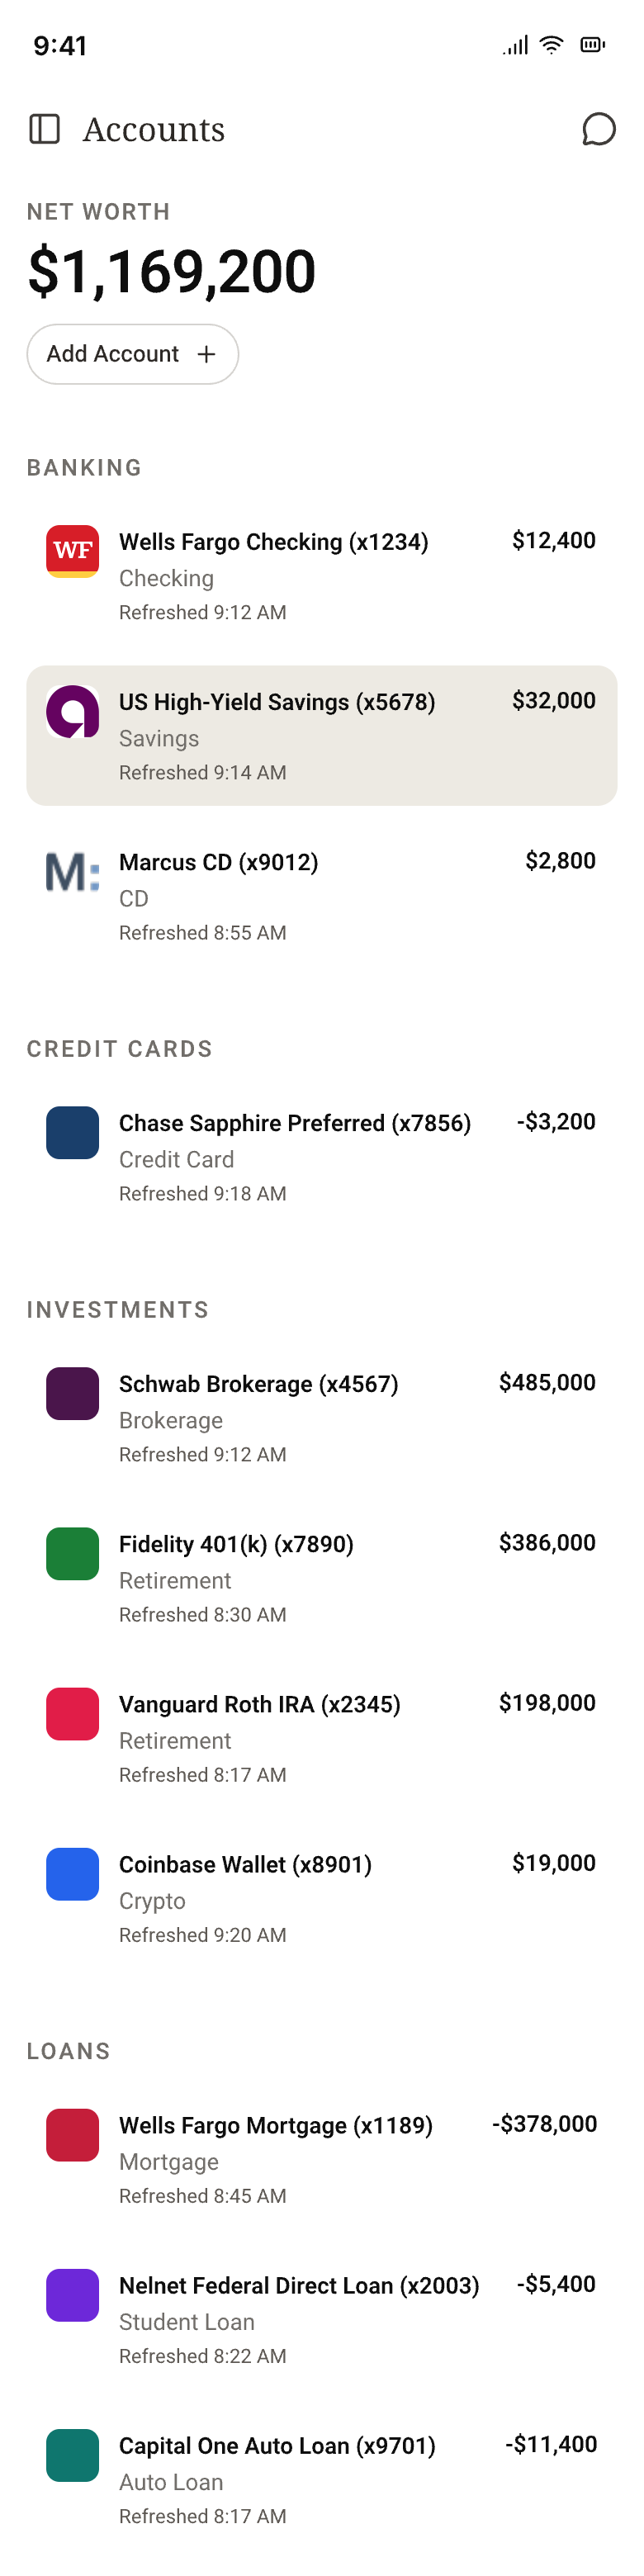 9:41
Accounts
NET WORTH
$1,169,200
Add Account +
BANKING
WF
Wells Fargo Checking (x1234) $12,400
Checking
Refreshed 9:12 AM
US High-Yield Savings (x5678) $32,000
Savings
Refreshed 9:14 AM
M:
Marcus CD (x9012) $2,800
CD
Refreshed 8:55 AM
CREDIT CARDS
Chase Sapphire Preferred (x7856) -$3,200
Credit Card
Refreshed 9:18 AM
INVESTMENTS
Schwab Brokerage (x4567) $485,000
Brokerage
Refreshed 9:12 AM
Fidelity 401(k) (x7890) $386,000
Retirement
Refreshed 8:30 AM
Vanguard Roth IRA (x2345) $198,000
Retirement
Refreshed 8:17 AM
Coinbase Wallet (x8901) $19,000
Crypto
Refreshed 9:20 AM
LOANS
Wells Fargo Mortgage (x1189) -$378,000
Mortgage
Refreshed 8:45 AM
Nelnet Federal Direct Loan (x2003) -$5,400
Student Loan
Refreshed 8:22 AM
Capital One Auto Loan (x9701) -$11,400
Auto Loan
Refreshed 8:17 AM